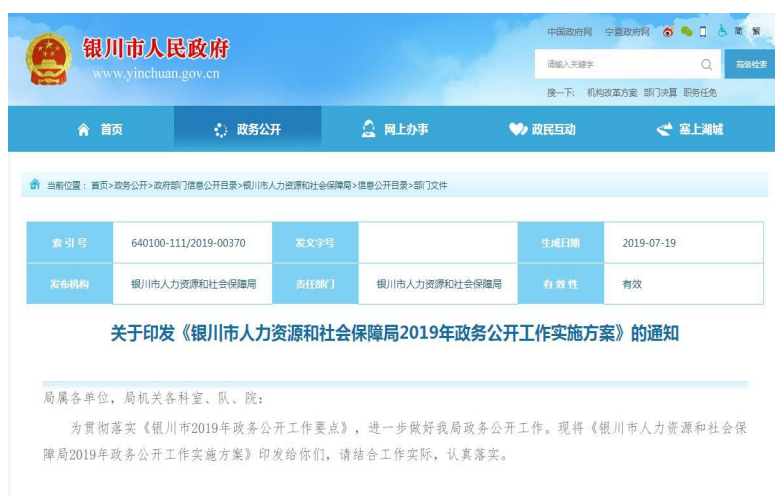 中国政府网 宁夏政府网 简 繁
银川市人民政府
www.yinchuan.gov.cn
请输入关键字 高级检索
搜一下: 机构改革方案 部门决算 职务任免
首页 政务公开 网上办事 政民互动 塞上湖城
当前位置:首页>政务公开>政府部门信息公开目录>银川市人力资源和社会保障局>信息公开目录>部门文件
索引号 640100-111/2019-00370 发文字号 生成日期 2019-07-19
发布机构 银川市人力资源和社会保障局 责任部门 银川市人力资源和社会保障局 有效性 有效
关于印发《银川市人力资源和社会保障局2019年政务公开工作实施方案》的通知
局属各单位,局机关各科室、队、院:
为贯彻落实《银川市2019年政务公开工作要点》,进一步做好我局政务公开工作。现将《银川市人力资源和社会保
障局2019年政务公开工作实施方案》印发给你们,请结合工作实际,认真落实。